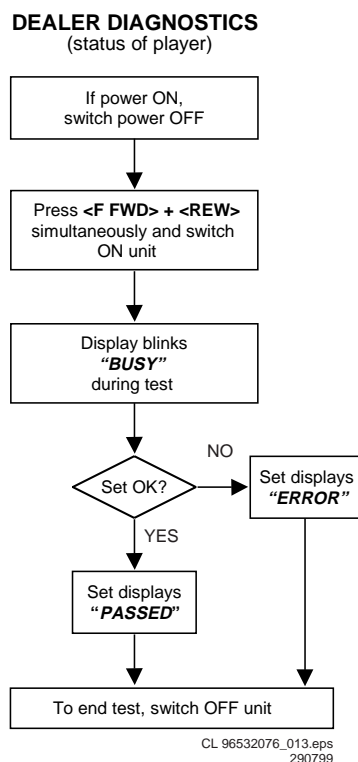 DEALER DIAGNOSTICS
(status of player)
If power ON,
switch power OFF
Press <F FWD> + <REW>
simultaneously and switch
ON unit
Display blinks
“BUSY”
during test
Set OK?
NO
Set displays
“ERROR”
YES
Set displays
“PASSED”
To end test, switch OFF unit
CL 96532076_013.eps
290799